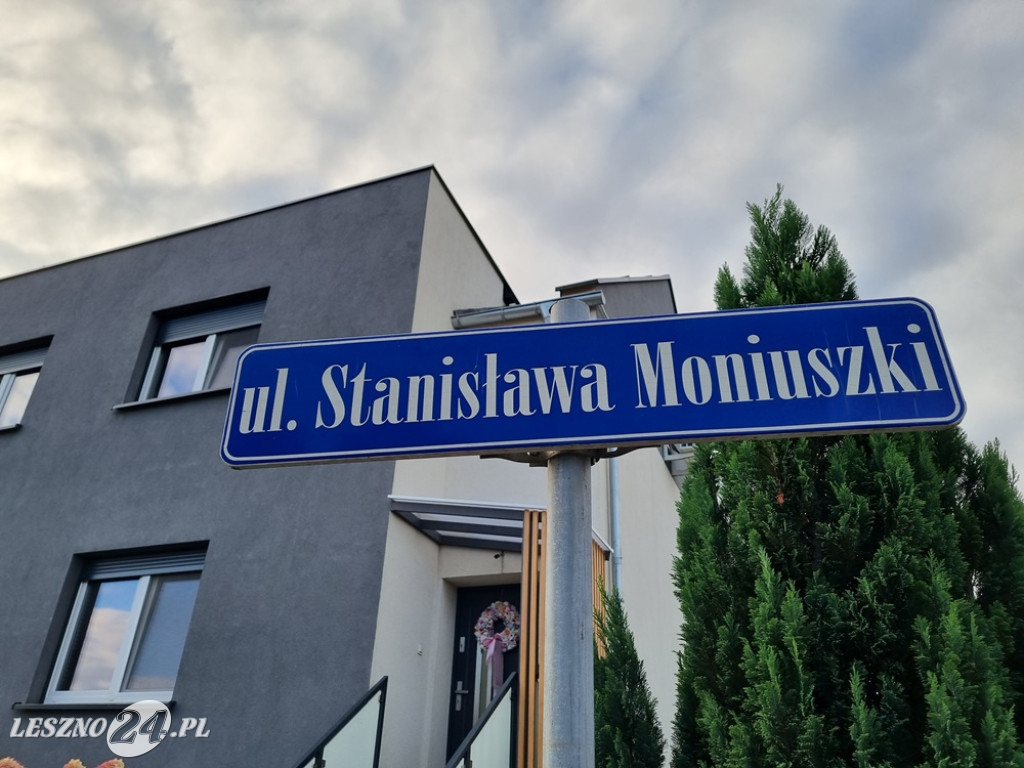 ul. Stanisława Moniuszki
LESZNO24.PL